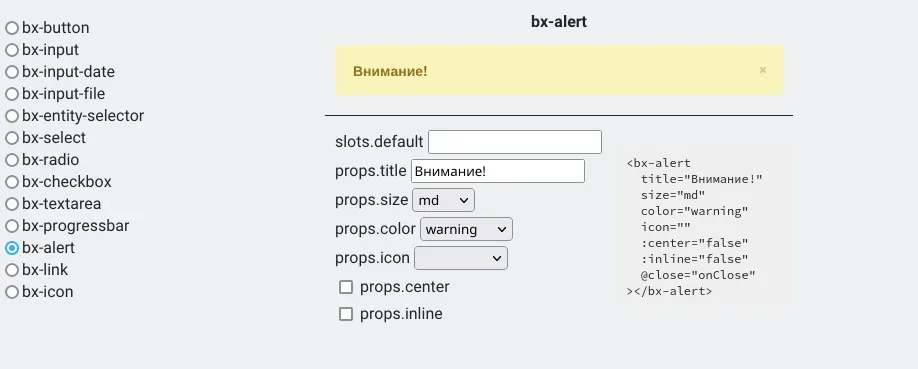 bx-button
bx-input
bx-input-date
bx-input-file
bx-entity-selector
bx-select
bx-radio
bx-checkbox
bx-textarea
bx-progressbar
bx-alert
bx-link
bx-icon
bx-alert
Внимание! ×
slots.default
props.title Внимание!
props.size md
props.color warning
props.icon
props.center
props.inline
<bx-alert
  title="Внимание!"
  size="md"
  color="warning"
  icon=""
  :center="false"
  :inline="false"
  @close="onClose"
></bx-alert>